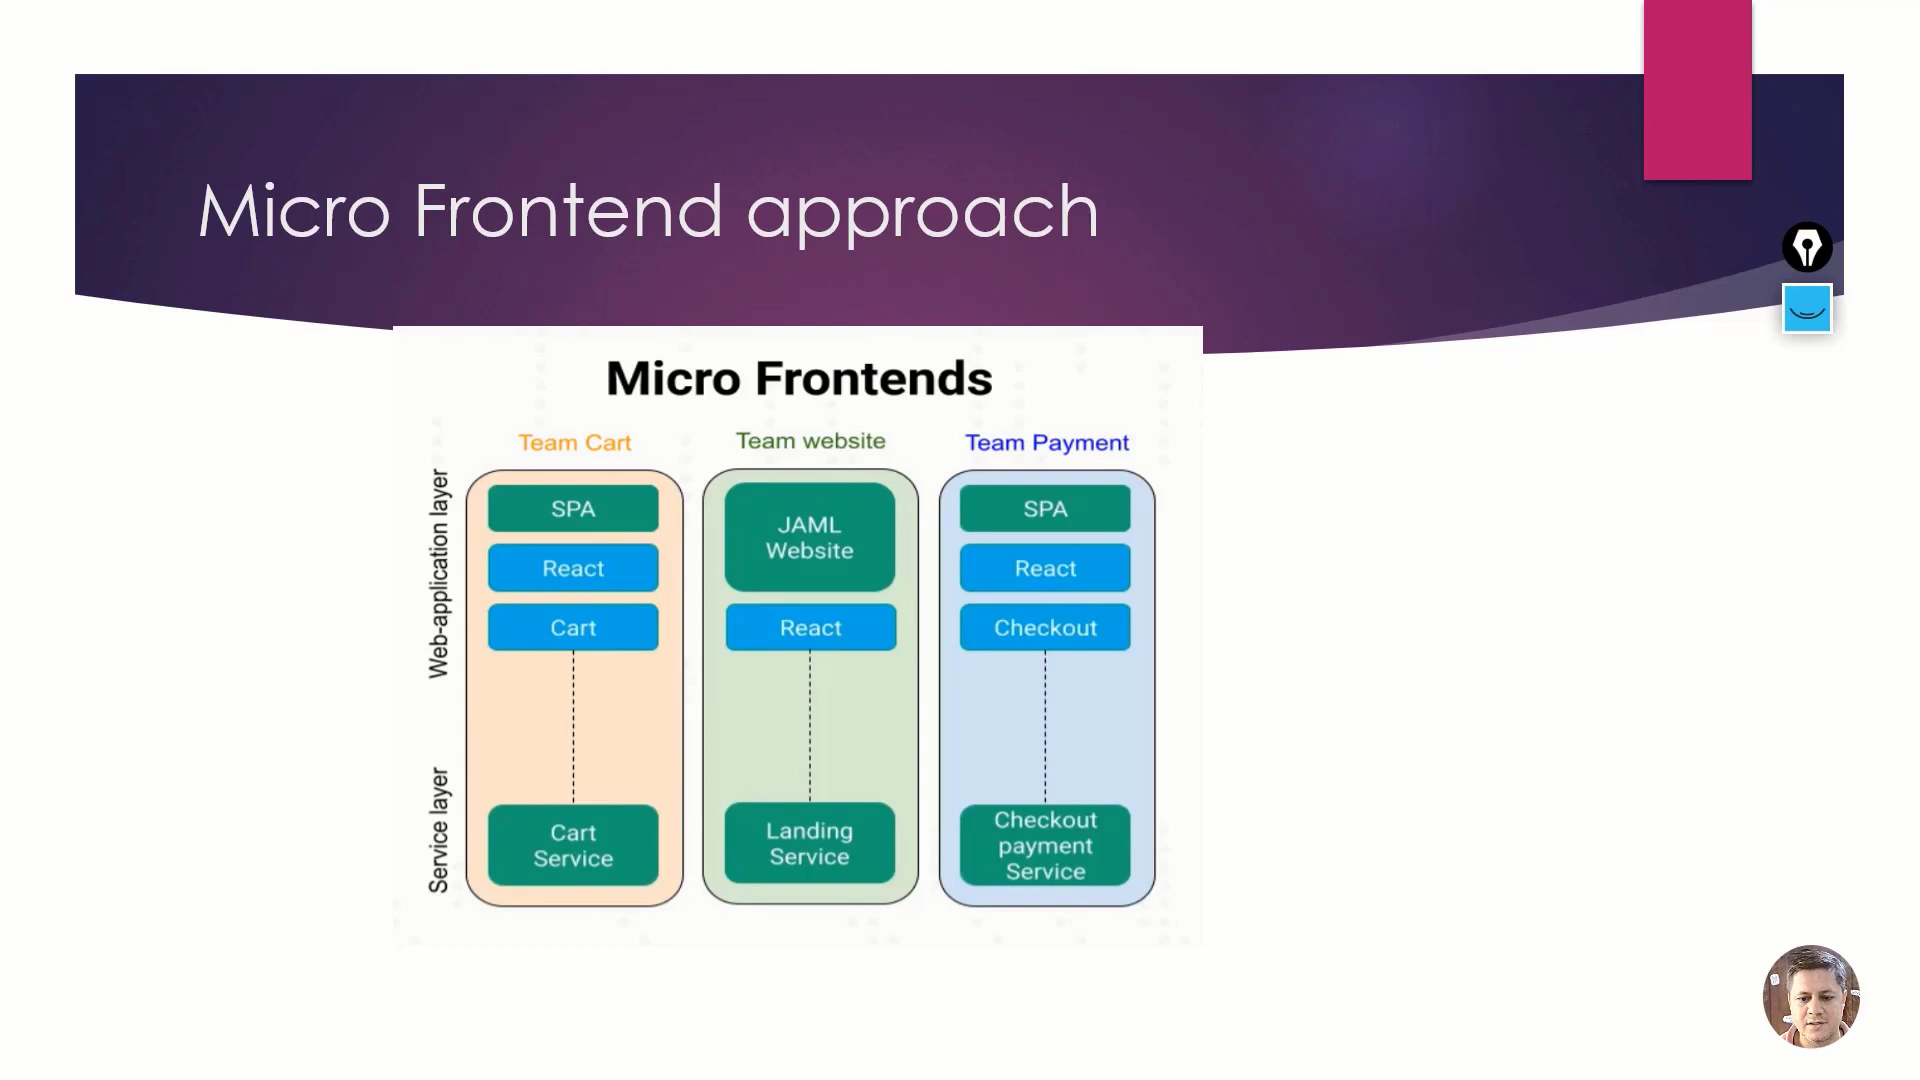 Micro Frontend approach
Micro Frontends
Team Cart
Team website
Team Payment
Web-application layer
SPA
React
Cart
JAML
Website
React
SPA
React
Checkout
Service layer
Cart
Service
Landing
Service
Checkout
payment
Service